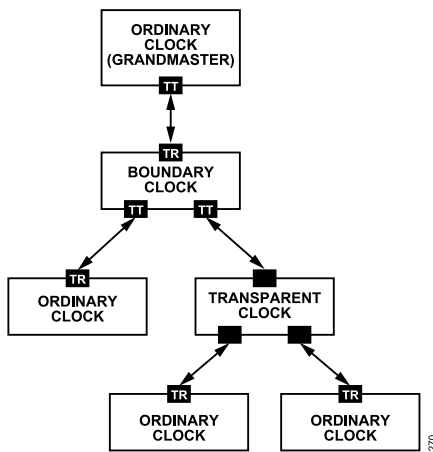 ORDINARY
CLOCK
(GRANDMASTER)
TT
TR
BOUNDARY
CLOCK
TT TT
TR
ORDINARY
CLOCK
TRANSPARENT
CLOCK
TR
ORDINARY
CLOCK
TR
ORDINARY
CLOCK
270